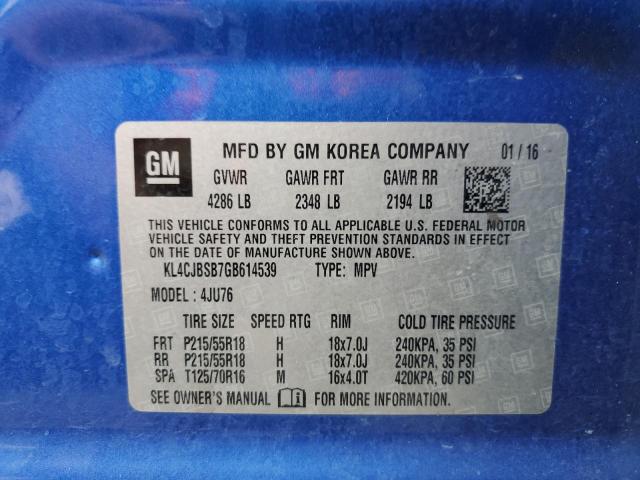 GM MFD BY GM KOREA COMPANY 01 / 16
GVWR GAWR FRT GAWR RR
4286 LB 2348 LB 2194 LB
THIS VEHICLE CONFORMS TO ALL APPLICABLE U.S. FEDERAL MOTOR
VEHICLE SAFETY AND THEFT PREVENTION STANDARDS IN EFFECT
ON THE DATE OF MANUFACTURE SHOWN ABOVE.
KL4CJBSB7GB614539 TYPE: MPV
MODEL: 4JU76
TIRE SIZE SPEED RTG RIM COLD TIRE PRESSURE
FRT P215/55R18 H 18x7.0J 240KPA, 35 PSI
RR P215/55R18 H 18x7.0J 240KPA, 35 PSI
SPA T125/70R16 M 16x4.0T 420KPA, 60 PSI
SEE OWNER'S MANUAL FOR MORE INFORMATION.